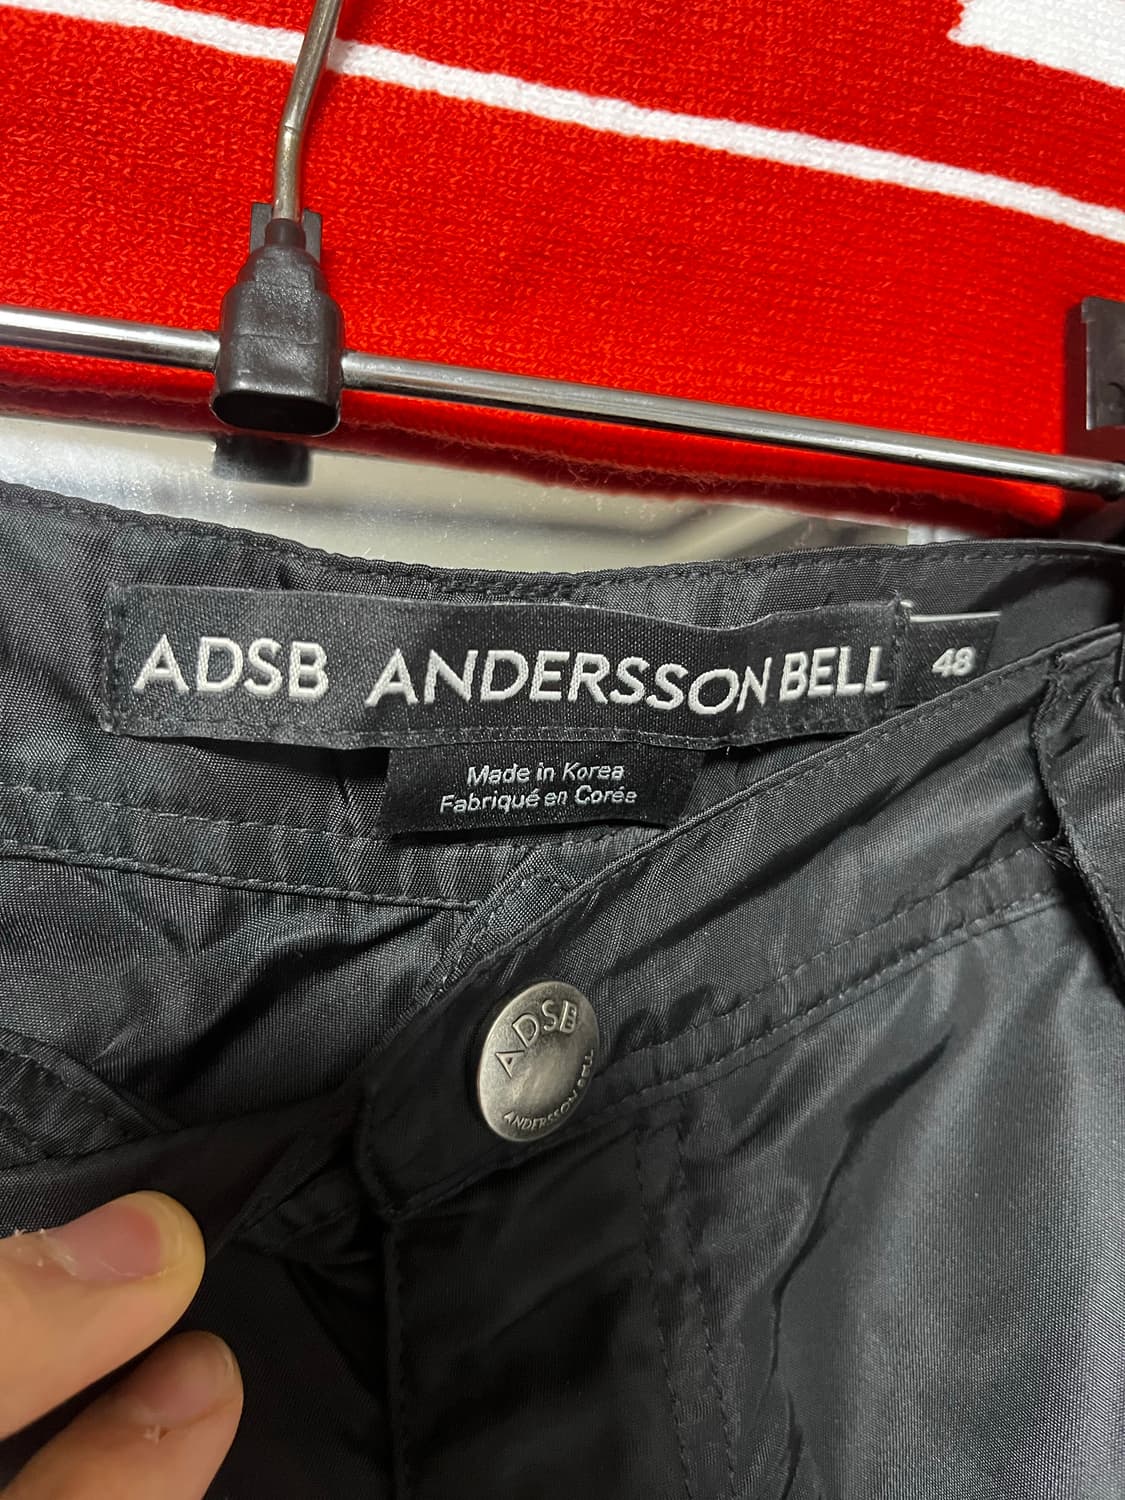 ADSB ANDERSSON BELL
48
Made in Korea
Fabriqué en Corée
ADSB
ANDERSSON BELL